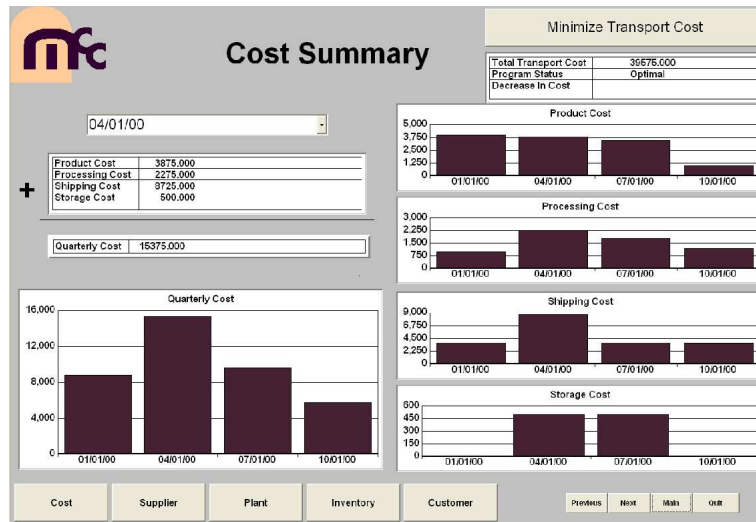 mcc
Cost Summary
Minimize Transport Cost
Total Transport Cost 39575.000
Program Status Optimal
Decrease in Cost
04/01/00
+
Product Cost 3875.000
Processing Cost 2275.000
Shipping Cost 8725.000
Storage Cost 500.000
Quarterly Cost 15375.000
Quarterly Cost
16,000
12,000
8,000
4,000
0
01/01/00 04/01/00 07/01/00 10/01/00
Product Cost
5,000
3,750
2,500
1,250
0
01/01/00 04/01/00 07/01/00 10/01/00
Processing Cost
3,000
2,250
1,500
750
0
01/01/00 04/01/00 07/01/00 10/01/00
Shipping Cost
9,000
6,750
4,500
2,250
0
01/01/00 04/01/00 07/01/00 10/01/00
Storage Cost
600
450
300
150
0
01/01/00 04/01/00 07/01/00 10/01/00
Cost Supplier Plant Inventory Customer
Previous Next Main Quit